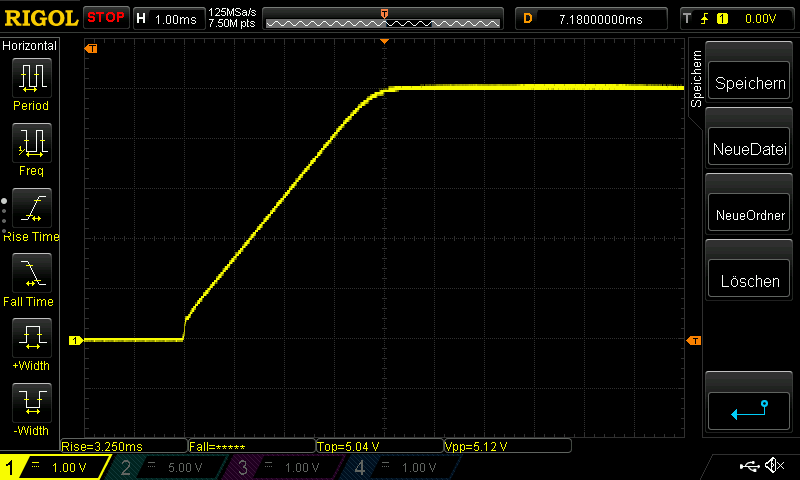 RIGOL STOP H 1.00ms 125MSa/s 7.50M pts T D 7.18000000ms T 1 0.00V
Horizontal
Period
Freq
Rise Time
Fall Time
+Width
-Width
T
1
T
Speichern
Speichern
NeueDatei
NeueOrdner
Löschen
Rise=3.250ms Fall=***** Top=5.04 V Vpp=5.12 V
1 1.00 V 2 5.00 V 3 1.00 V 4 1.00 V